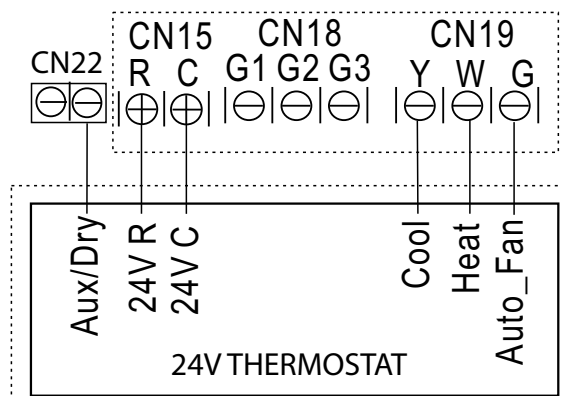 CN22 CN15 CN18 CN19
R C G1 G2 G3 Y W G
Aux/Dry
24V R
24V C
Cool
Heat
Auto_Fan
24V THERMOSTAT